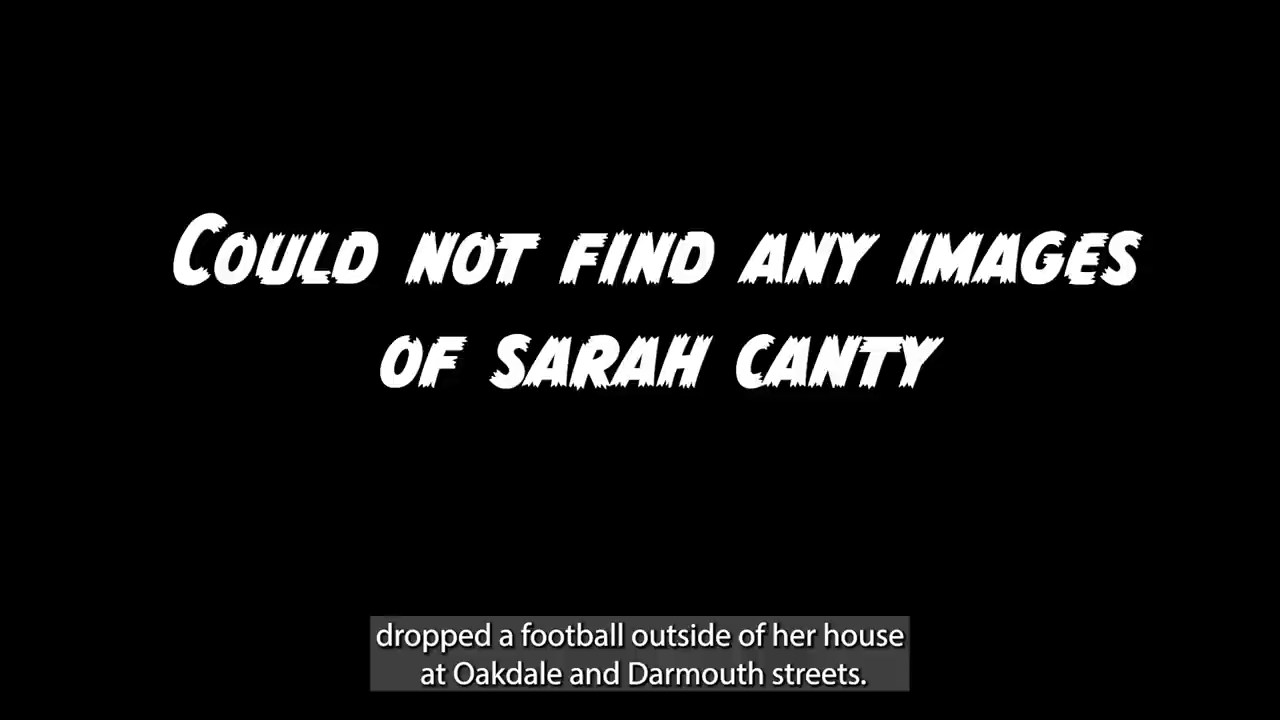 Could not find any images
of Sarah Canty
dropped a football outside of her house
at Oakdale and Darmouth streets.